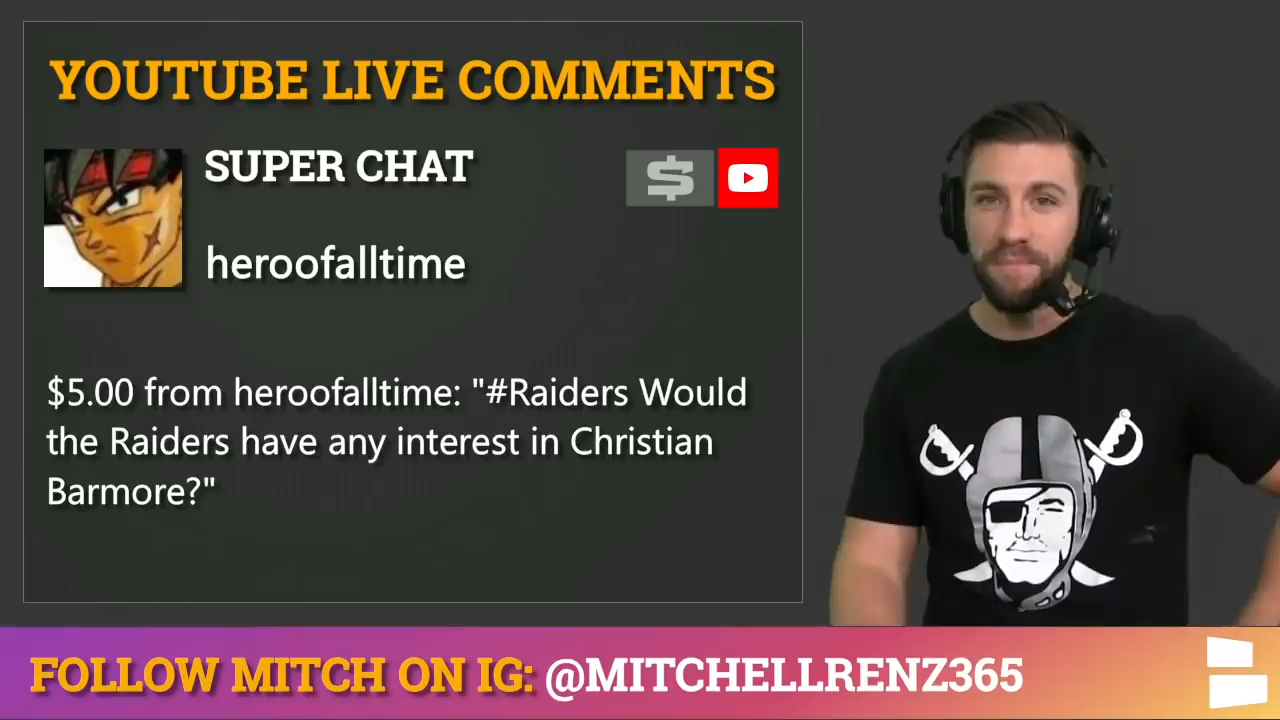 YOUTUBE LIVE COMMENTS
SUPER CHAT
heroofalltime
$5.00 from heroofalltime: "#Raiders Would
the Raiders have any interest in Christian
Barmore?"
FOLLOW MITCH ON IG: @MITCHELLRENZ365